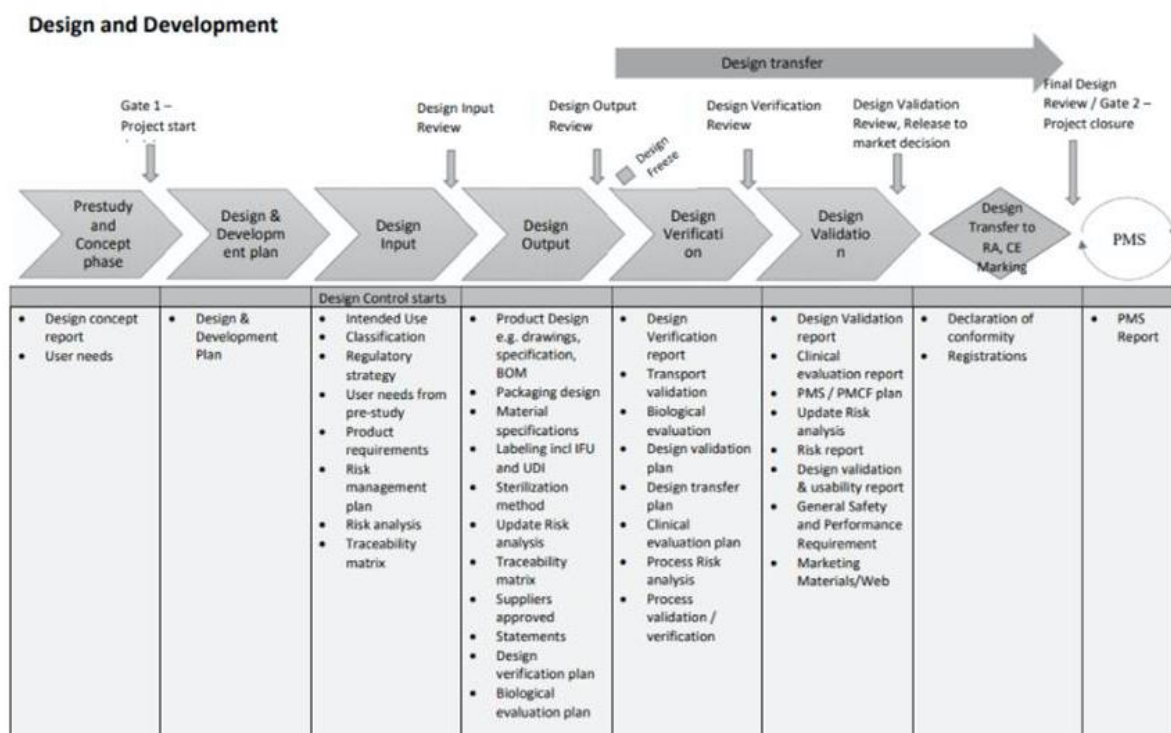 Design and Development
Design transfer
Gate 1 –
Project start
Design Input
Review
Design Output
Review
Design
Freeze
Design Verification
Review
Design Validation
Review, Release to
market decision
Final Design
Review / Gate 2 –
Project closure
Prestudy
and
Concept
phase
Design &
Developm
ent plan
Design
Input
Design
Output
Design
Verificati
on
Design
Validatio
n
Design
Transfer to
RA, CE
Marking
PMS
Design Control starts
• Design concept
report
• User needs
• Design &
Development
Plan
• Intended Use
• Classification
• Regulatory
strategy
• User needs from
pre-study
• Product
requirements
• Risk
management
plan
• Risk analysis
• Traceability
matrix
• Product Design
e.g. drawings,
specification,
BOM
• Packaging design
• Material
specifications
• Labeling incl IFU
and UDI
• Sterilization
method
• Update Risk
analysis
• Traceability
matrix
• Suppliers
approved
• Statements
• Design
verification plan
• Biological
evaluation plan
• Design
Verification
report
• Transport
validation
• Biological
evaluation
• Design validation
plan
• Design transfer
plan
• Clinical
evaluation plan
• Process Risk
analysis
• Process
validation /
verification
• Design Validation
report
• Clinical
evaluation report
• PMS / PMCF plan
• Update Risk
analysis
• Risk report
• Design validation
& usability report
• General Safety
and Performance
Requirement
• Marketing
Materials/Web
• Declaration of
conformity
• Registrations
• PMS
Report